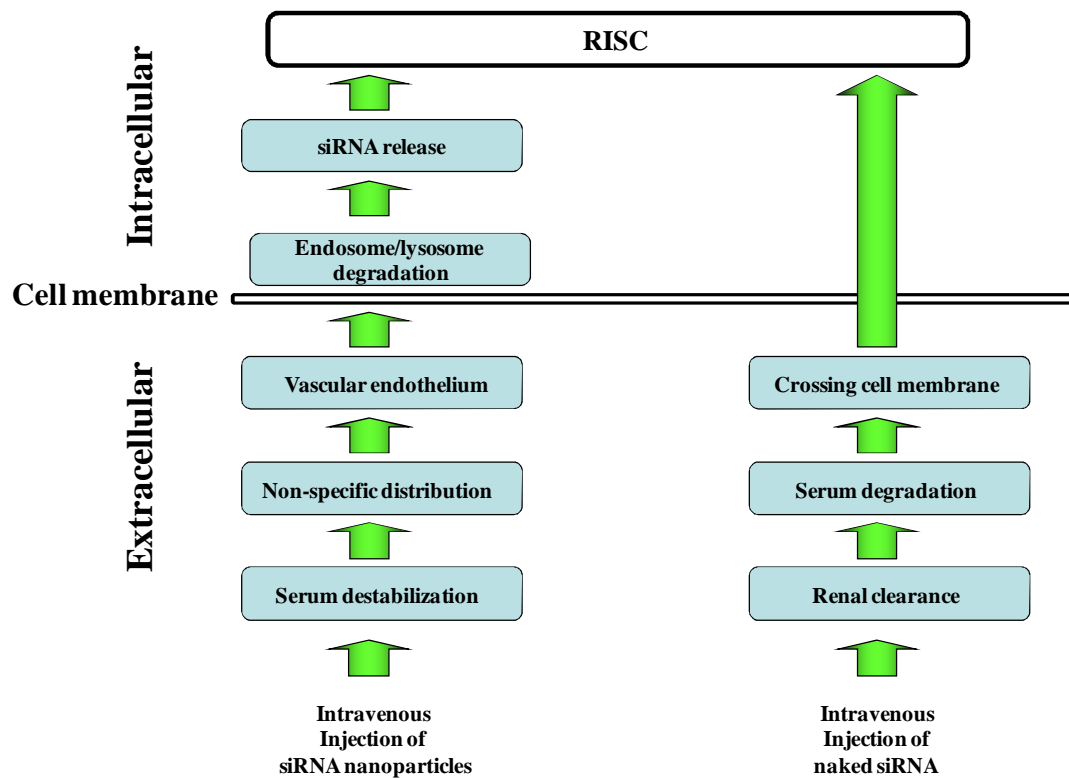 RISC
Intracellular
siRNA release
Endosome/lysosome
degradation
Cell membrane
Extracellular
Vascular endothelium
Crossing cell membrane
Non-specific distribution
Serum degradation
Serum destabilization
Renal clearance
Intravenous
Injection of
siRNA nanoparticles
Intravenous
Injection of
naked siRNA